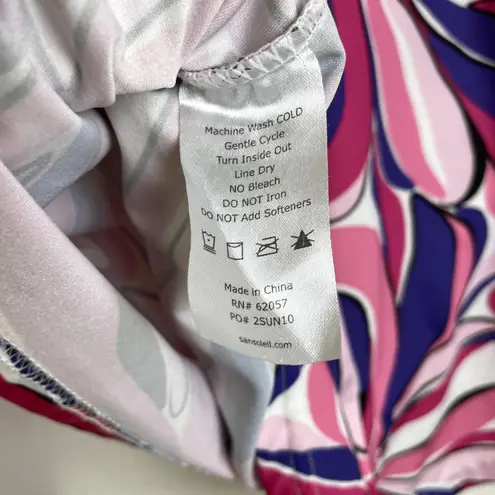 Machine Wash COLD
Gentle Cycle
Turn Inside Out
Line Dry
NO Bleach
DO NOT Iron
DO NOT Add Softeners
Made in China
RN# 62057
PO# 2SUN10
sansoleil.com